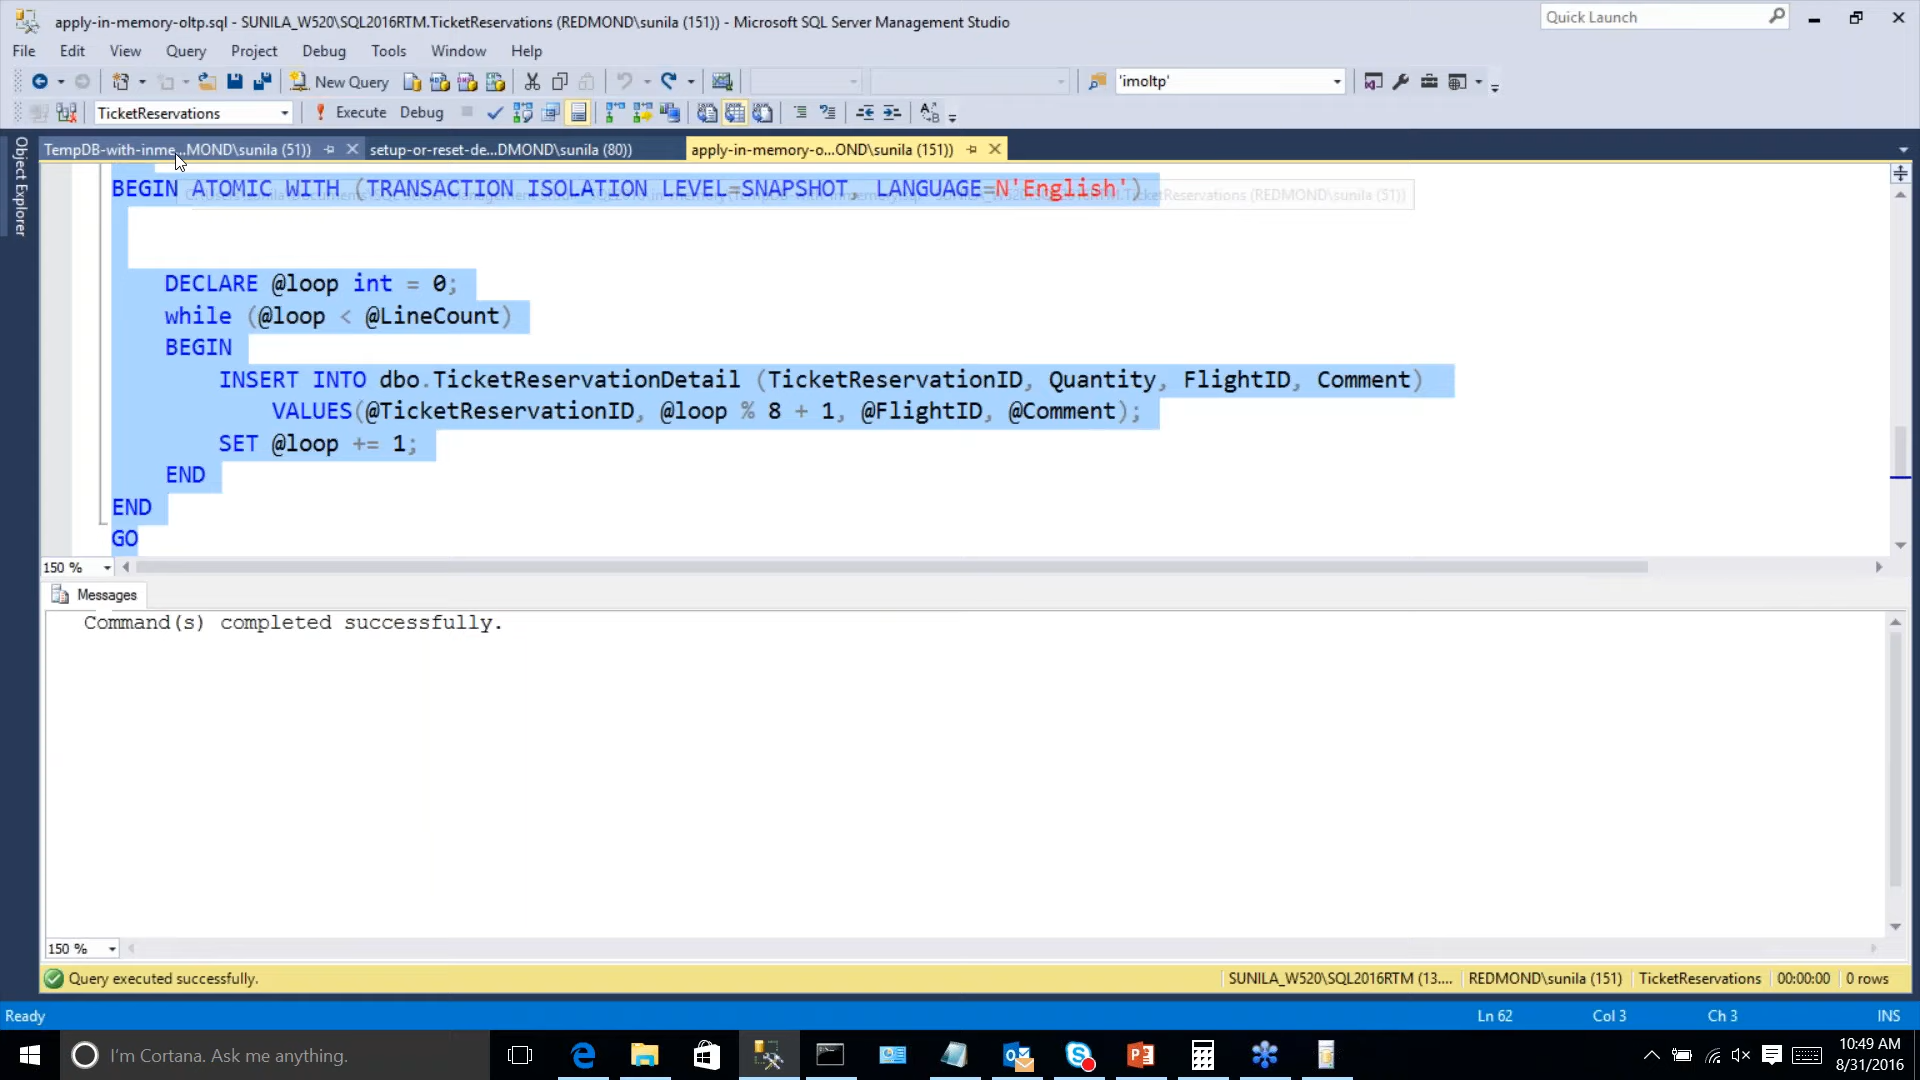 apply-in-memory-oltp.sql - SUNILA_W520\SQL2016RTM.TicketReservations (REDMOND\sunila (151)) - Microsoft SQL Server Management Studio
Quick Launch
File Edit View Query Project Debug Tools Window Help
New Query
'imoltp'
TicketReservations
Execute Debug
Object Explorer
TempDB-with-inme...MOND\sunila (51))
setup-or-reset-de...DMOND\sunila (80))
apply-in-memory-o...OND\sunila (151))
BEGIN ATOMIC WITH (TRANSACTION ISOLATION LEVEL=SNAPSHOT, LANGUAGE=N'English')
Reservations (REDMOND\sunila (51))
DECLARE @loop int = 0;
while (@loop < @LineCount)
BEGIN
INSERT INTO dbo.TicketReservationDetail (TicketReservationID, Quantity, FlightID, Comment)
VALUES(@TicketReservationID, @loop % 8 + 1, @FlightID, @Comment);
SET @loop += 1;
END
END
GO
150 %
Messages
Command(s) completed successfully.
150 %
Query executed successfully.
SUNILA_W520\SQL2016RTM (13.... REDMOND\sunila (151) TicketReservations 00:00:00 0 rows
Ready
Ln 62 Col 3 Ch 3 INS
I'm Cortana. Ask me anything.
10:49 AM
8/31/2016